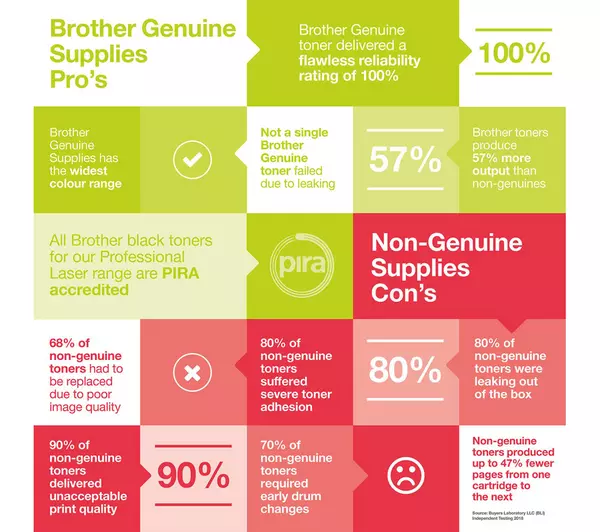 Brother Genuine
Supplies
Pro's
Brother Genuine
toner delivered a
flawless reliability
rating of 100%
100%
Brother
Genuine
Supplies has
the widest
colour range
Not a single
Brother
Genuine
toner failed
due to leaking
57%
Brother toners
produce
57% more
output than
non-genuines
All Brother black toners
for our Professional
Laser range are PIRA
accredited
pira
Non-Genuine
Supplies
Con's
68% of
non-genuine
toners had to
be replaced
due to poor
image quality
80% of
non-genuine
toners
suffered
severe toner
adhesion
80%
80% of
non-genuine
toners were
leaking out
of the box
90% of
non-genuine
toners
delivered
unacceptable
print quality
90%
70% of
non-genuine
toners
required
early drum
changes
Non-genuine
toners produced
up to 47% fewer
pages from one
cartridge to
the next
Source: Buyers Laboratory LLC (BLI)
Independent Testing 2016